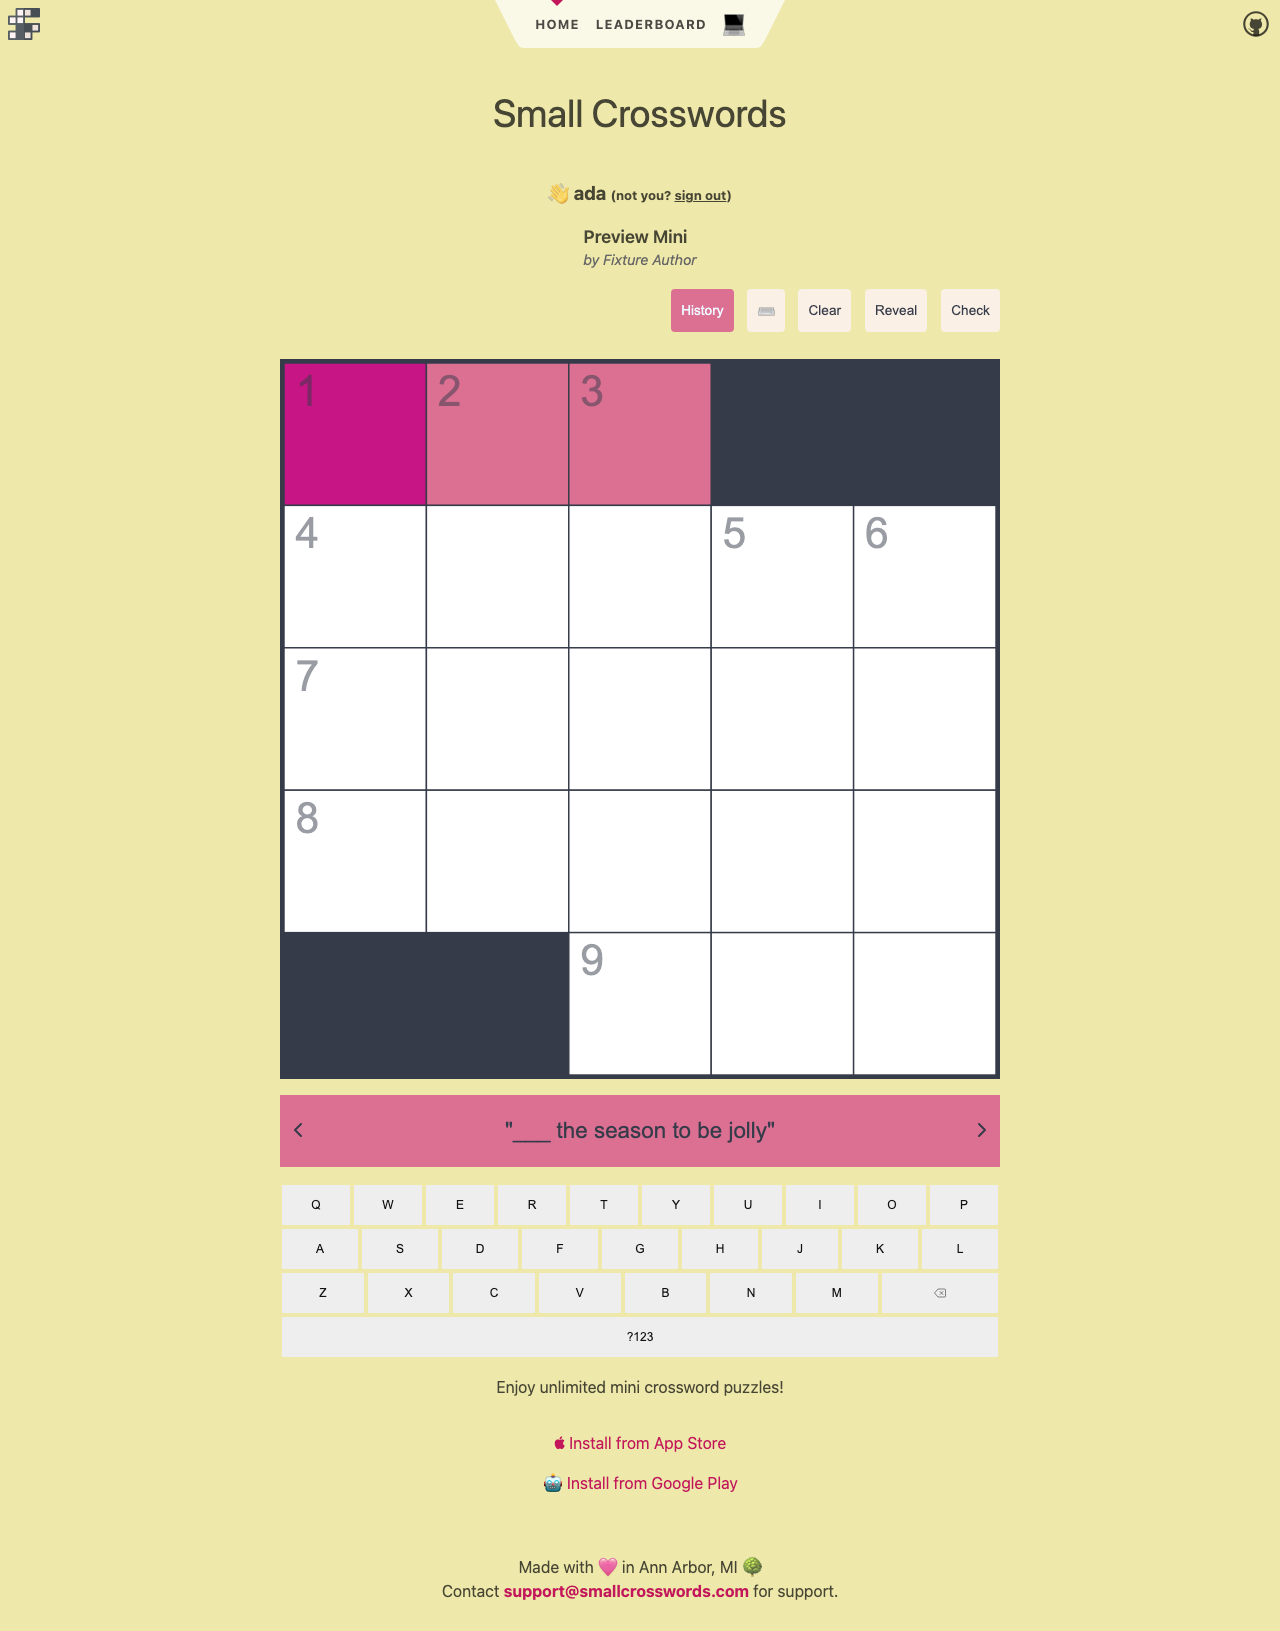 HOME LEADERBOARD
Small Crosswords
ada (not you? sign out)
Preview Mini
by Fixture Author
History Clear Reveal Check
1 2 3
4 5 6
7
8
9
"___ the season to be jolly"
Q W E R T Y U I O P
A S D F G H J K L
Z X C V B N M
?123
Enjoy unlimited mini crossword puzzles!
Install from App Store
Install from Google Play
Made with 💗 in Ann Arbor, MI 🌳
Contact support@smallcrosswords.com for support.